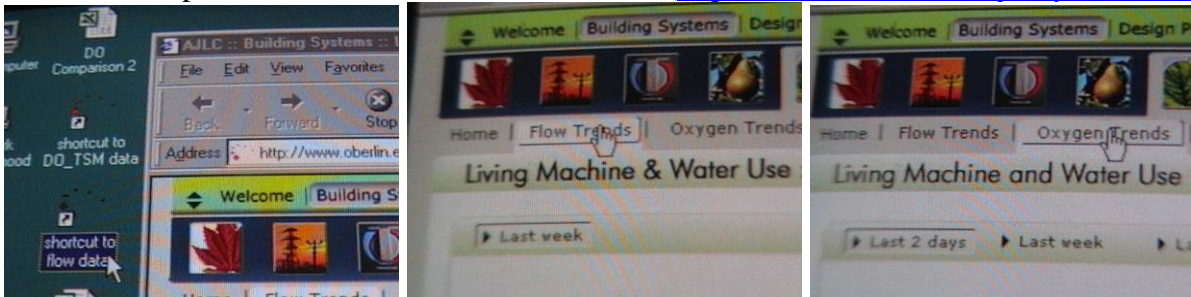 DO
Comparison 2
shortcut to
DO_TSM data
shortcut to
flow data
AJLC :: Building Systems ::
File Edit View Favorites
Back Forward Stop
Address http://www.oberlin.e
Welcome Building S
Home | Flow Trends |
Welcome Building Systems Design
Home | Flow Trends | Oxygen Trends
Living Machine & Water Use
Last week
Welcome Building Systems Design P
Home | Flow Trends | Oxygen Trends
Living Machine and Water Use
Last 2 days Last week